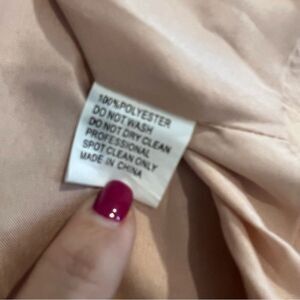 100%POLYESTER
DO NOT WASH
DO NOT DRY CLEAN
PROFESSIONAL
SPOT CLEAN ONLY
MADE IN CHINA